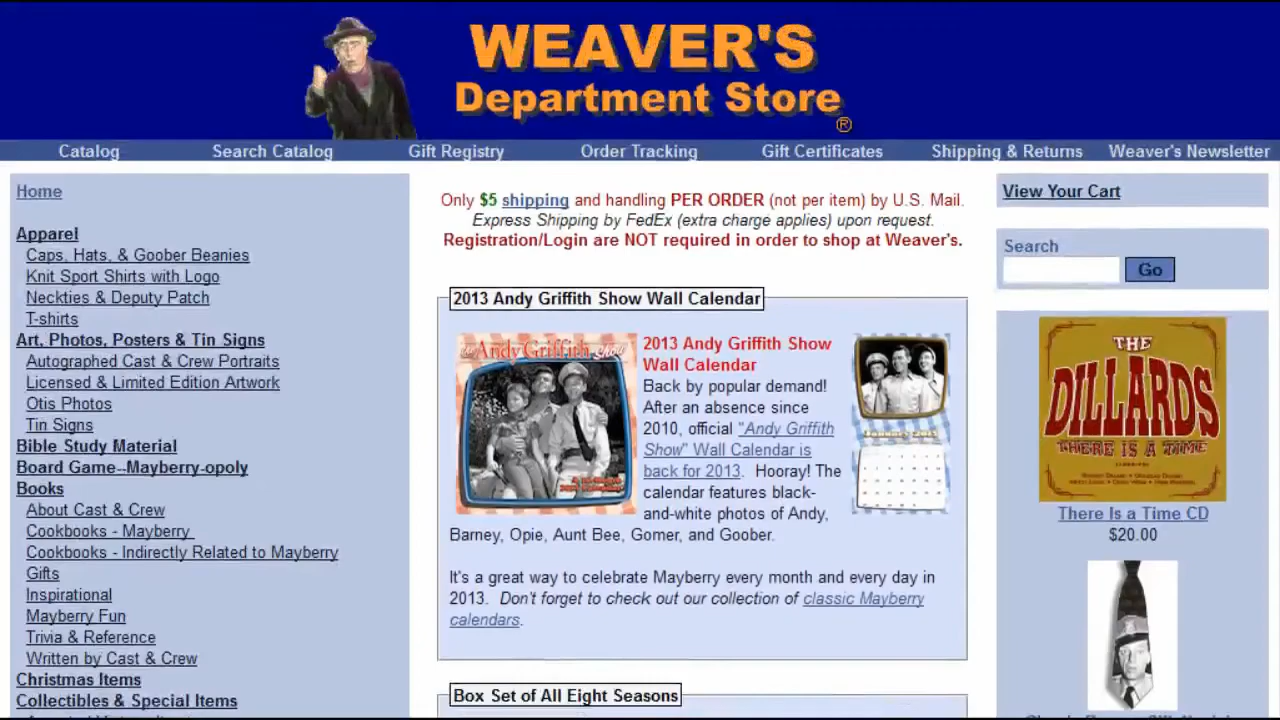 WEAVER'S
Department Store
®
Catalog Search Catalog Gift Registry Order Tracking Gift Certificates Shipping & Returns Weaver's Newsletter
Home
Apparel
Caps, Hats, & Goober Beanies
Knit Sport Shirts with Logo
Neckties & Deputy Patch
T-shirts
Art, Photos, Posters & Tin Signs
Autographed Cast & Crew Portraits
Licensed & Limited Edition Artwork
Otis Photos
Tin Signs
Bible Study Material
Board Game--Mayberry-opoly
Books
About Cast & Crew
Cookbooks - Mayberry
Cookbooks - Indirectly Related to Mayberry
Gifts
Inspirational
Mayberry Fun
Trivia & Reference
Written by Cast & Crew
Christmas Items
Collectibles & Special Items
Only $5 shipping and handling PER ORDER (not per item) by U.S. Mail.
Express Shipping by FedEx (extra charge applies) upon request.
Registration/Login are NOT required in order to shop at Weaver's.
2013 Andy Griffith Show Wall Calendar
the Andy Griffith Show
2013 Andy Griffith Show
Wall Calendar
Back by popular demand!
After an absence since
2010, official "Andy Griffith
Show" Wall Calendar is
back for 2013. Hooray! The
calendar features black-
and-white photos of Andy,
Barney, Opie, Aunt Bee, Gomer, and Goober.
January 2013
It's a great way to celebrate Mayberry every month and every day in
2013. Don't forget to check out our collection of classic Mayberry
calendars.
Box Set of All Eight Seasons
View Your Cart
Search
Go
THE
DILLARDS
THERE IS A TIME
There Is a Time CD
$20.00